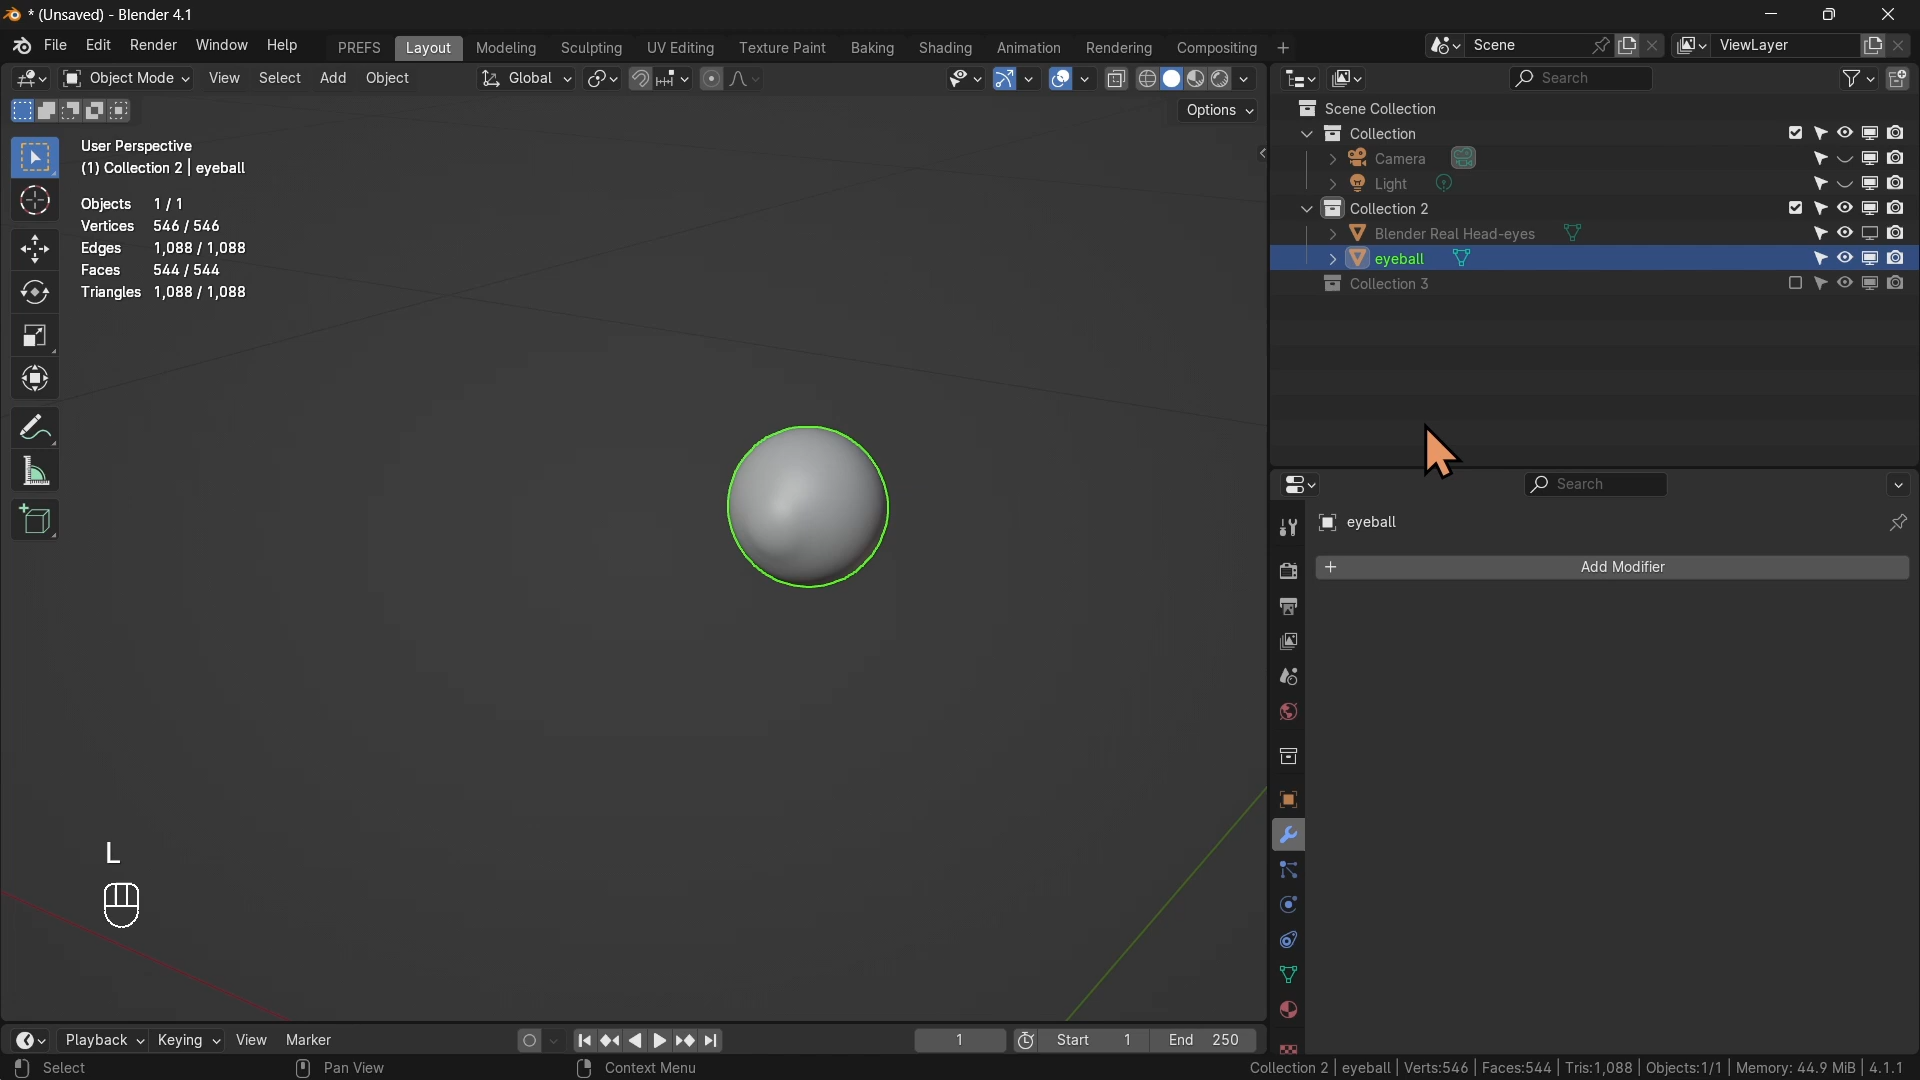 * (Unsaved) - Blender 4.1
File Edit Render Window Help PREFS Layout Modeling Sculpting UV Editing Texture Paint Baking Shading Animation Rendering Compositing + Scene ViewLayer
Object Mode View Select Add Object Global Search
Options
User Perspective
(1) Collection 2 | eyeball
Objects 1 / 1
Vertices 546 / 546
Edges 1,088 / 1,088
Faces 544 / 544
Triangles 1,088 / 1,088
L
Scene Collection
Collection
Camera
Light
Collection 2
Blender Real Head-eyes
eyeball
Collection 3
Search
eyeball
+ Add Modifier
Playback Keying View Marker 1 Start 1 End 250
Select Pan View Context Menu Collection 2 | eyeball | Verts:546 | Faces:544 | Tris:1,088 | Objects:1/1 | Memory: 44.9 MiB | 4.1.1